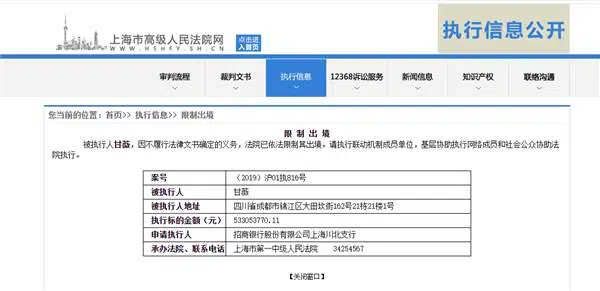 上海市高级人民法院网
WWW.HSHFY.SH.CN
点击进
入首页
执行信息公开
审判流程 裁判文书 执行信息 12368诉讼服务 新闻信息 知识产权 联络沟通
您当前的位置：首页>> 执行信息>> 限制出境
限 制 出 境
被执行人甘薇，因不履行法律文书确定的义务，法院已依法限制其出境。请执行联动机制成员单位，基层协助执行网络成员和社会公众协助法
院执行。
案号 （2019）沪01执816号
被执行人 甘薇
被执行人地址 四川省成都市锦江区大田坎街162号21栋21楼1号
执行标的金额（元） 533053770.11
申请执行人 招商银行股份有限公司上海川北支行
承办法院、联系电话 上海市第一中级人民法院 34254567
【关闭窗口】